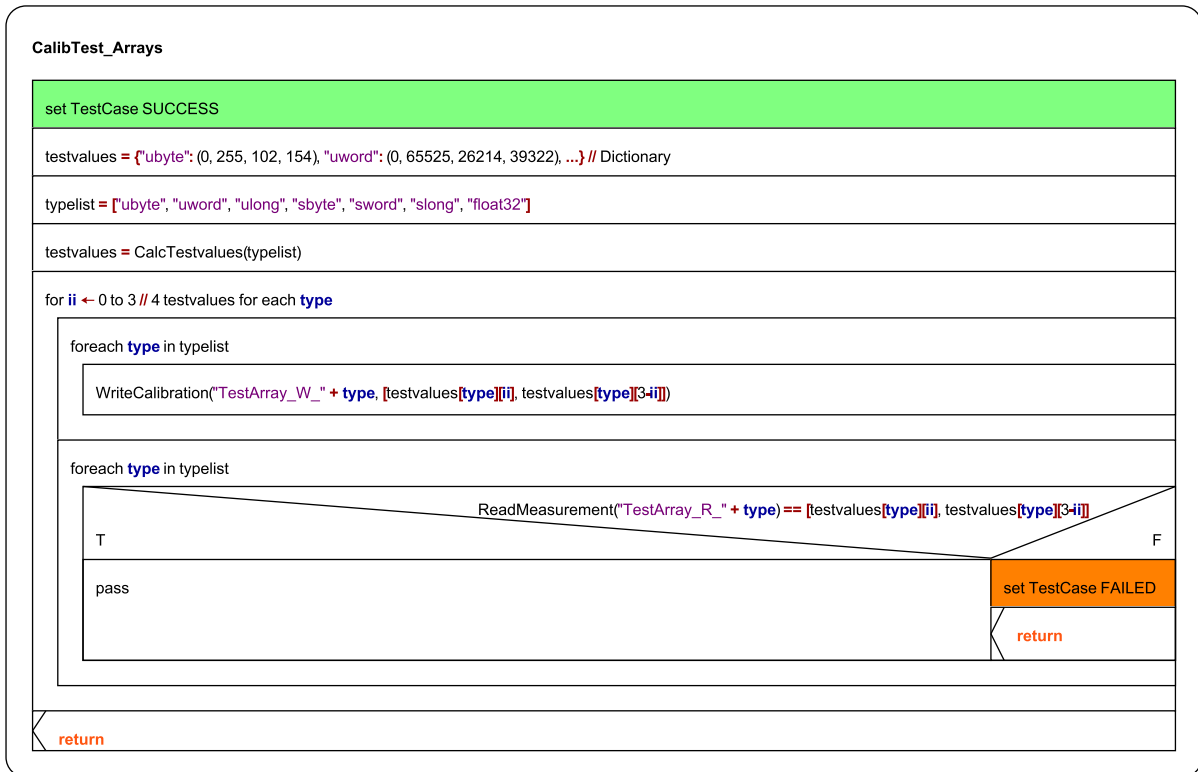 CalibTest_Arrays
set TestCase SUCCESS
testvalues = {"ubyte": (0, 255, 102, 154), "uword": (0, 65525, 26214, 39322), ...} // Dictionary
typelist = ["ubyte", "uword", "ulong", "sbyte", "sword", "slong", "float32"]
testvalues = CalcTestvalues(typelist)
for ii ← 0 to 3 // 4 testvalues for each type
foreach type in typelist
WriteCalibration("TestArray_W_" + type, [testvalues[type][ii], testvalues[type][3-ii]])
foreach type in typelist
ReadMeasurement("TestArray_R_" + type) == [testvalues[type][ii], testvalues[type][3-ii]]
T
F
pass
set TestCase FAILED
return
return